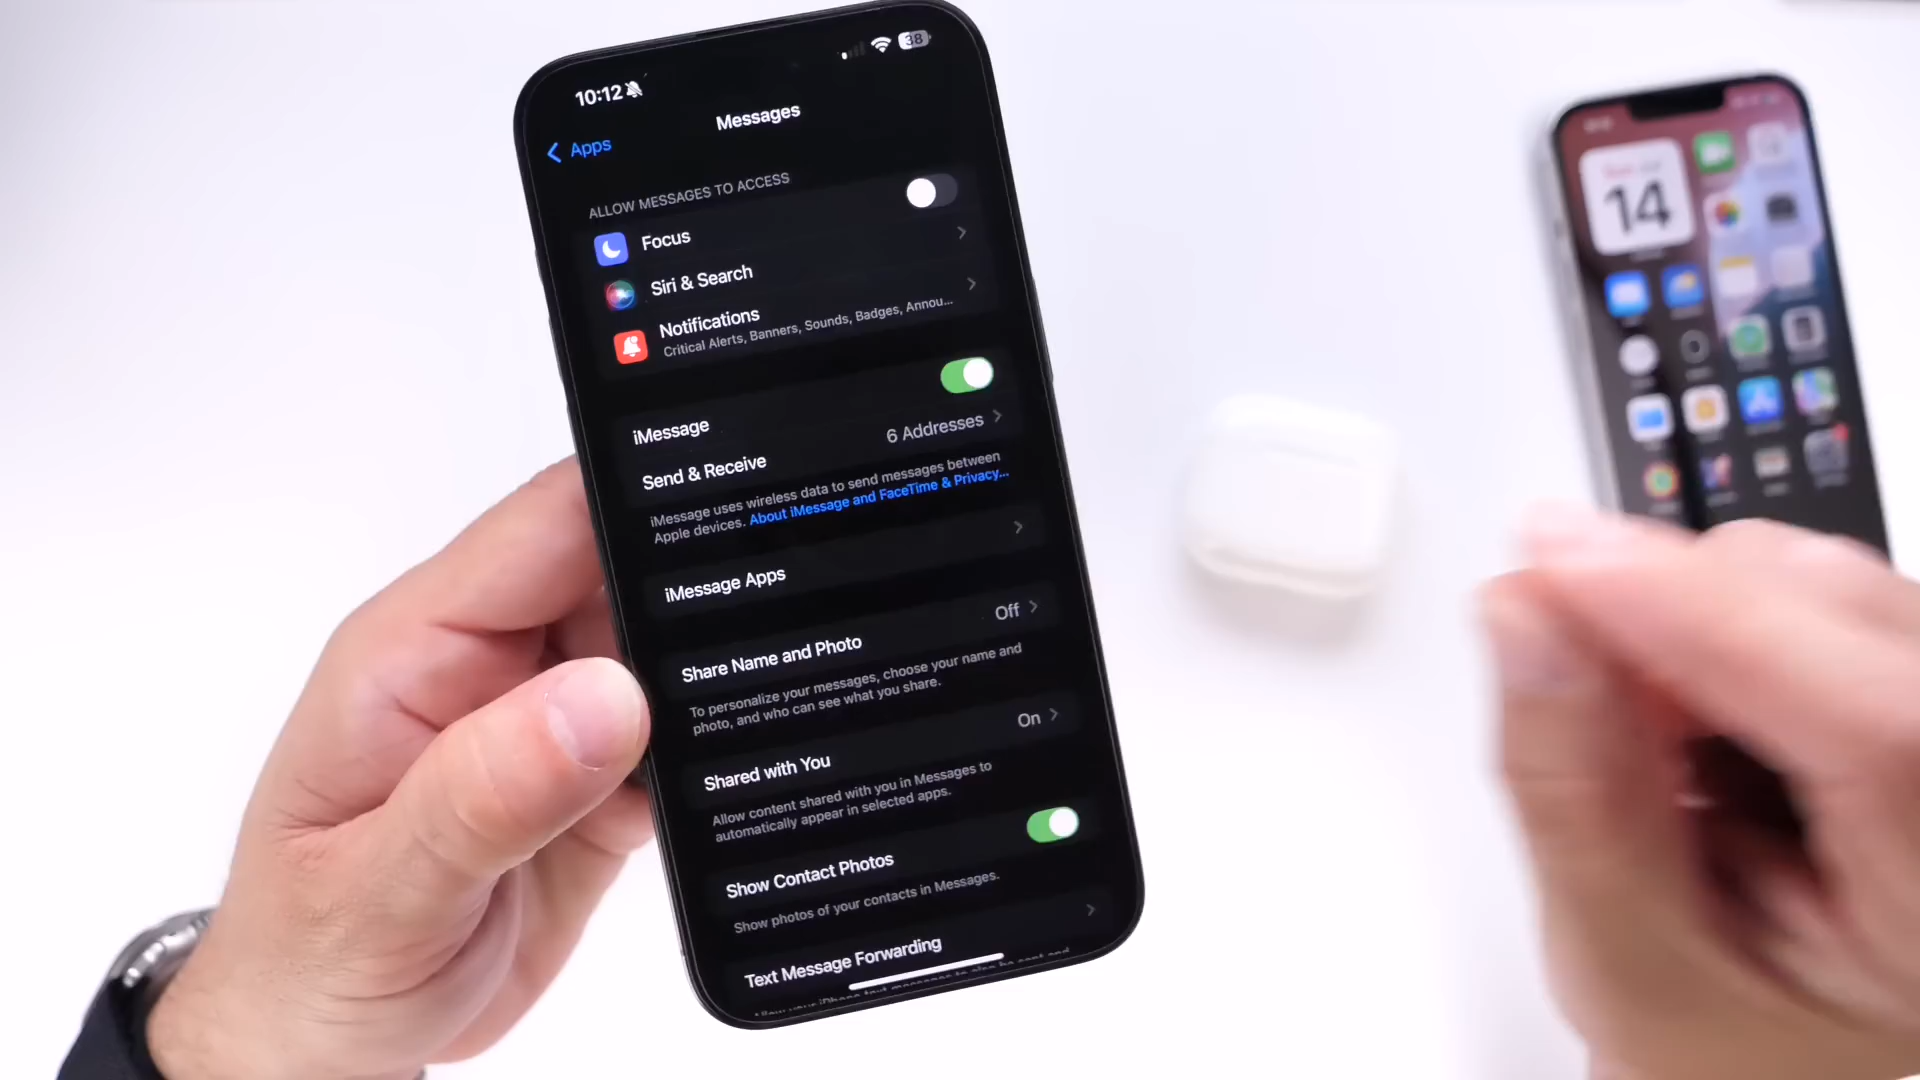 10:12
38
Messages
Apps
ALLOW MESSAGES TO ACCESS
Focus
Siri & Search
Notifications
Critical Alerts, Banners, Sounds, Badges, Annou...
iMessage
Send & Receive
6 Addresses
iMessage uses wireless data to send messages between
Apple devices. About iMessage and FaceTime & Privacy...
iMessage Apps
Share Name and Photo
Off
To personalize your messages, choose your name and
photo, and who can see what you share.
Shared with You
On
Allow content shared with you in Messages to
automatically appear in selected apps.
Show Contact Photos
Show photos of your contacts in Messages.
Text Message Forwarding
14